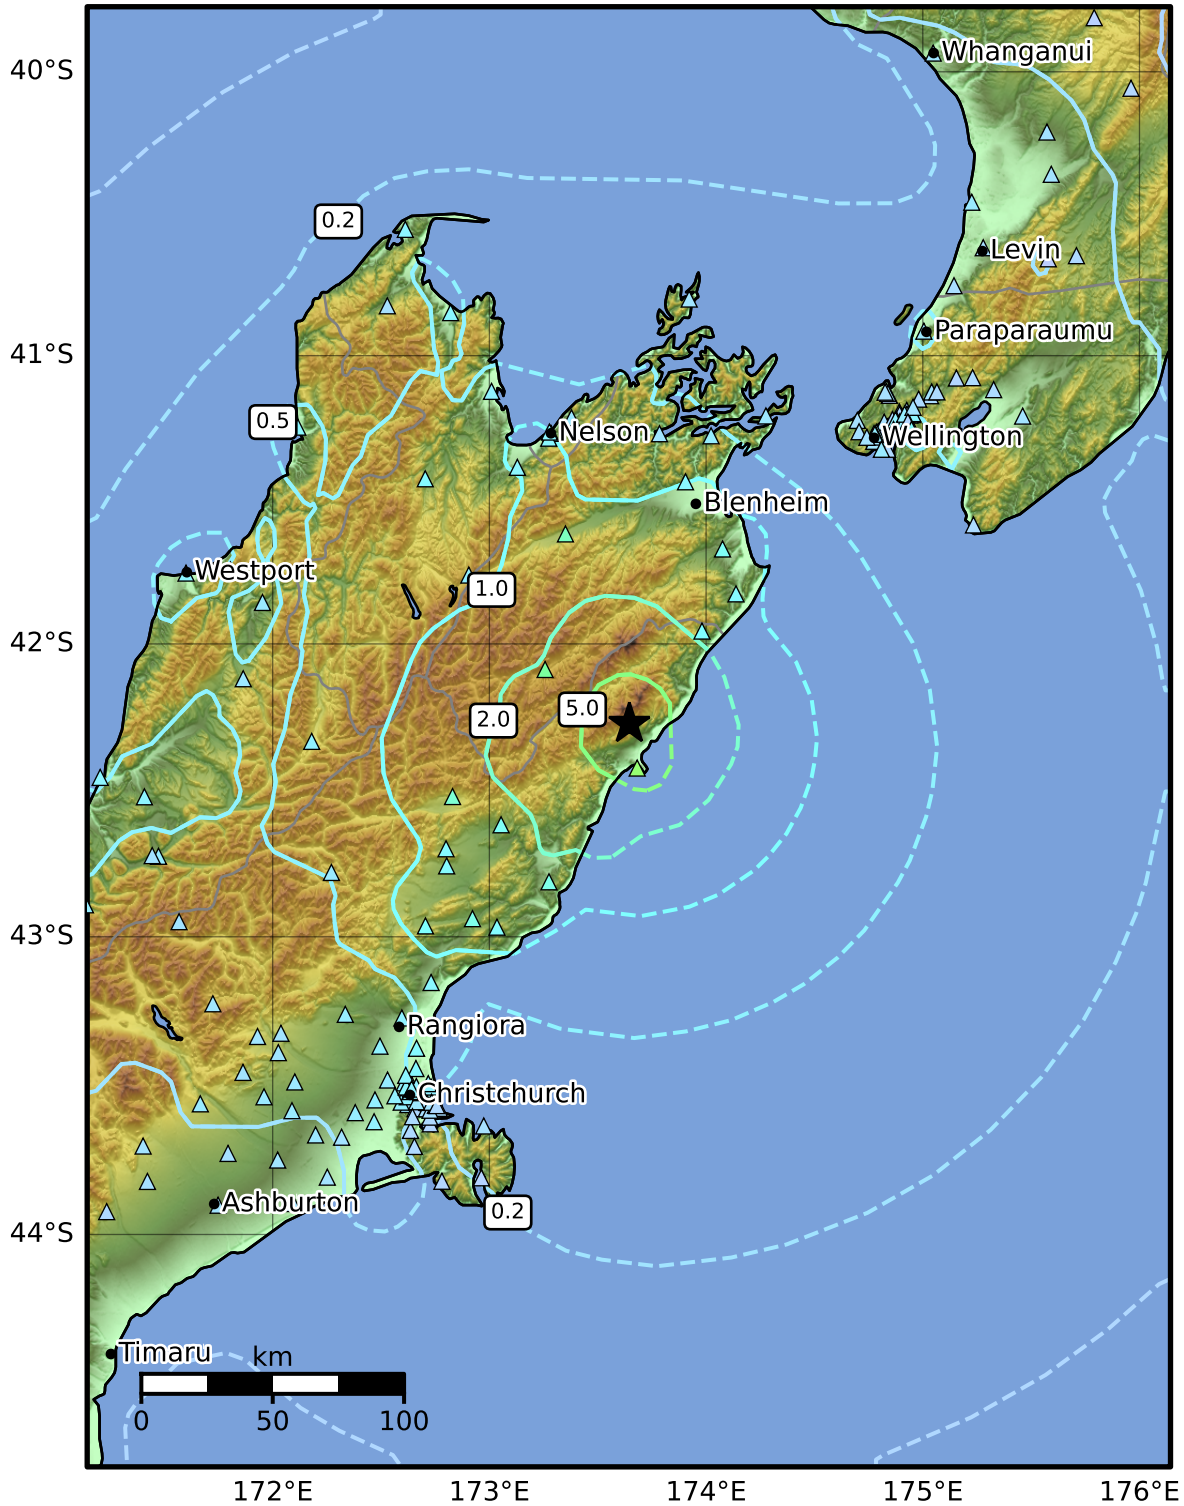 Whanganui
40°S
0.2
Levin
Paraparaumu
41°S
0.5
Nelson
Wellington
Blenheim
Westport
1.0
42°S
5.0
2.0
43°S
Rangiora
Christchurch
Ashburton
0.2
44°S
Timaru
km
0 50 100
172°E 173°E 174°E 175°E 176°E